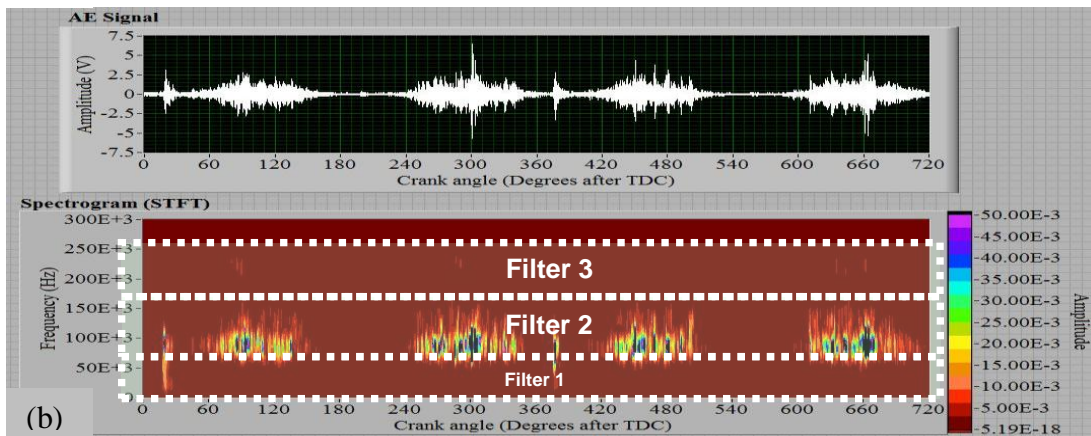 AE Signal
7.5
5
2.5
0
-2.5
-5
-7.5
Amplitude (V)
0 60 120 180 240 300 360 420 480 540 600 660 720
Crank angle (Degrees after TDC)
Spectrogram (STFT)
300E+3
250E+3
200E+3
150E+3
100E+3
50E+3
0
Frequency (Hz)
Filter 3
Filter 2
Filter 1
0 60 120 180 240 300 360 420 480 540 600 660 720
Crank angle (Degrees after TDC)
50.00E-3
45.00E-3
40.00E-3
35.00E-3
30.00E-3
25.00E-3
20.00E-3
15.00E-3
10.00E-3
5.00E-3
5.19E-18
Amplitude
(b)